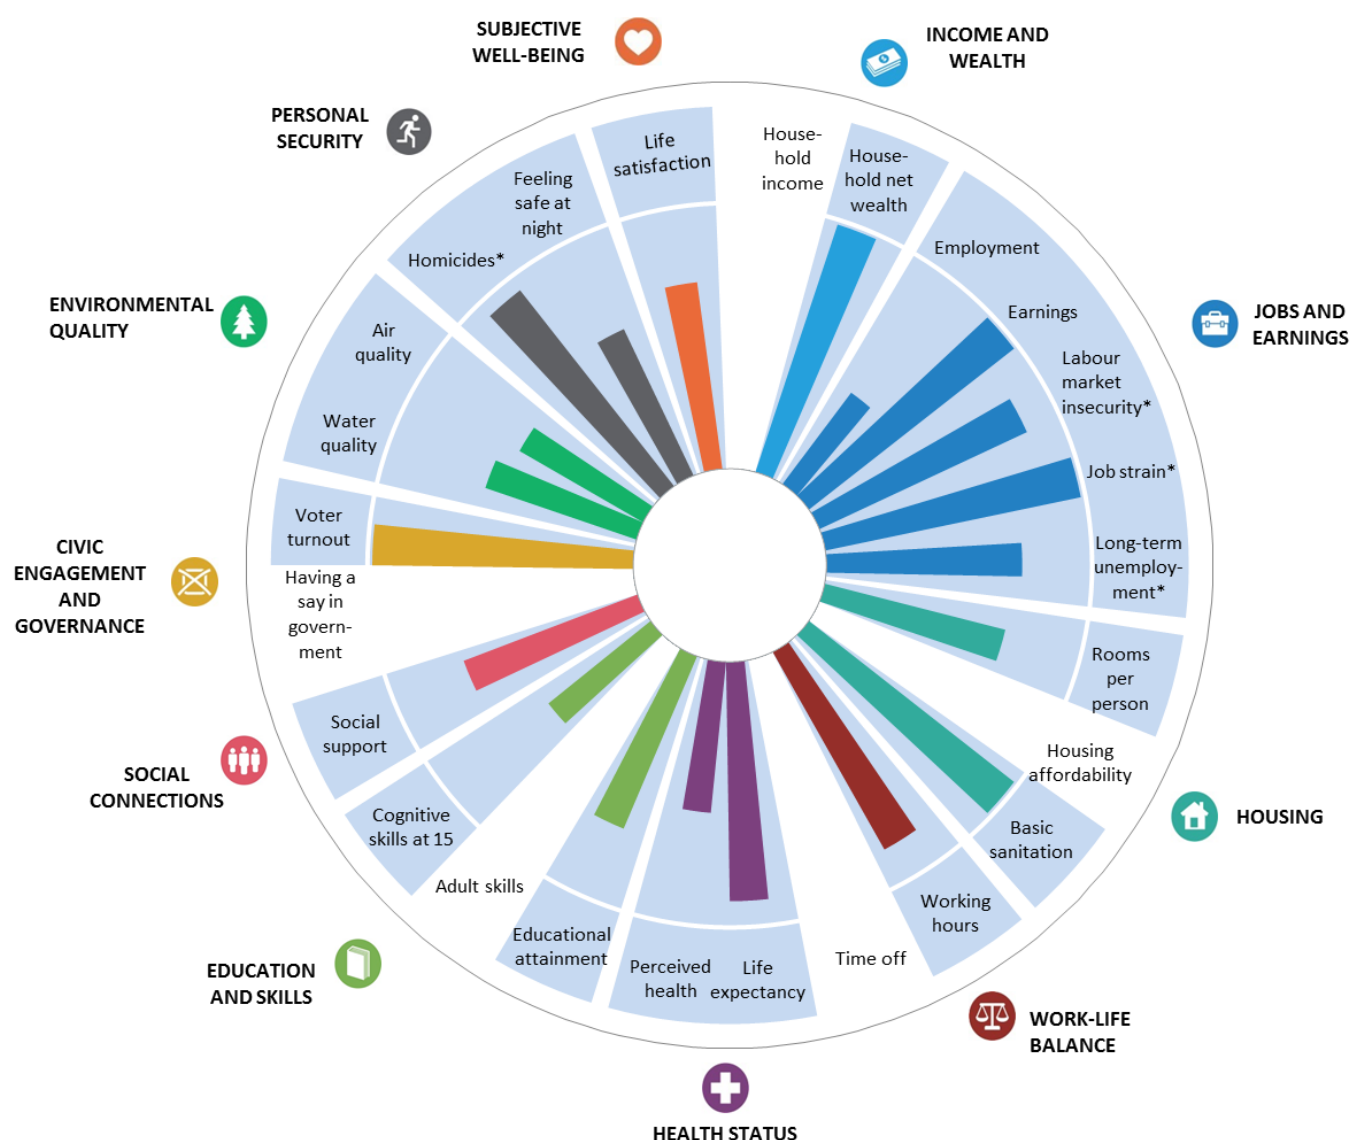 SUBJECTIVE
WELL-BEING
INCOME AND
WEALTH
PERSONAL
SECURITY
House-
hold
income
House-
hold net
wealth
Life
satisfaction
Feeling
safe at
night
Homicides*
Employment
Earnings
JOBS AND
EARNINGS
Labour
market
insecurity*
Job strain*
Long-term
unemploy-
ment*
ENVIRONMENTAL
QUALITY
Air
quality
Water
quality
Voter
turnout
CIVIC
ENGAGEMENT
AND
GOVERNANCE
Having a
say in
govern-
ment
Rooms
per
person
Housing
affordability
HOUSING
Basic
sanitation
Social
support
SOCIAL
CONNECTIONS
Cognitive
skills at 15
Adult skills
Educational
attainment
EDUCATION
AND SKILLS
Perceived
health
Life
expectancy
Time off
Working
hours
WORK-LIFE
BALANCE
HEALTH STATUS